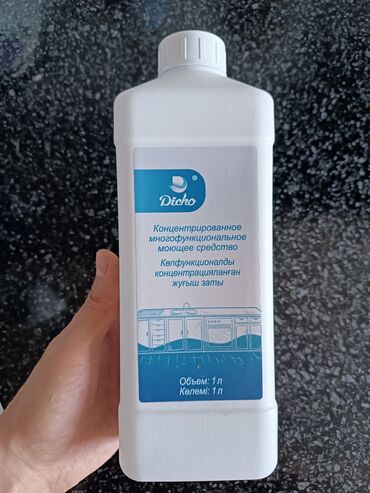 Dicho®
Концентрированное
многофункциональное
моющее средство
Көпфункционалды
концентрацияланған
жуғыш заты
Объем: 1 л
Көлемі: 1 л